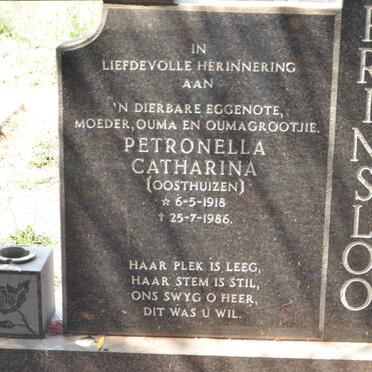 IN
LIEFDEVOLLE HERINNERING
AAN
'N DIERBARE EGGENOTE,
MOEDER, OUMA EN OUMAGROOTJIE.
PETRONELLA
CATHARINA
(OOSTHUIZEN)
☆ 6-5-1918
† 25-7-1986.
HAAR PLEK IS LEEG,
HAAR STEM IS STIL,
ONS SWYG O HEER,
DIT WAS U WIL.
PRINSLOO